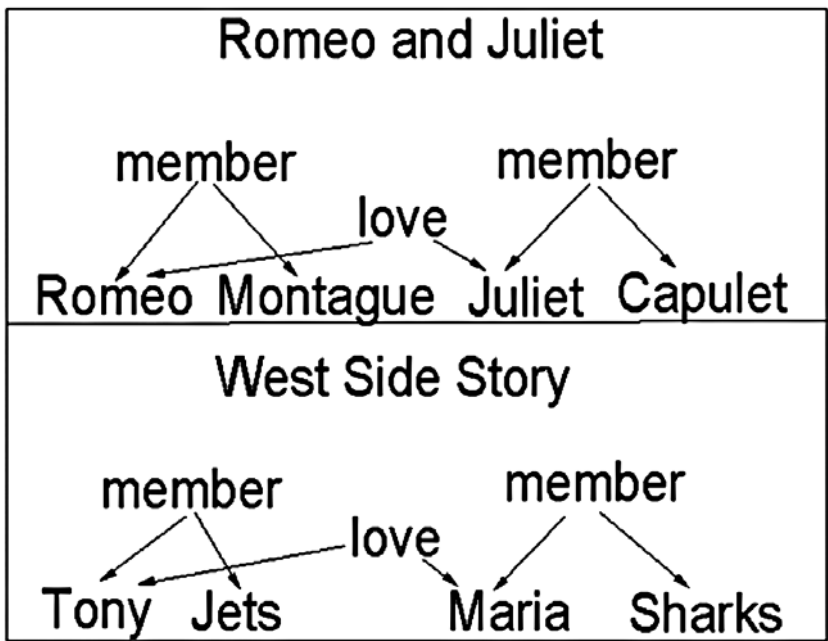 Romeo and Juliet
member member
love
Romeo Montague Juliet Capulet
West Side Story
member member
love
Tony Jets Maria Sharks